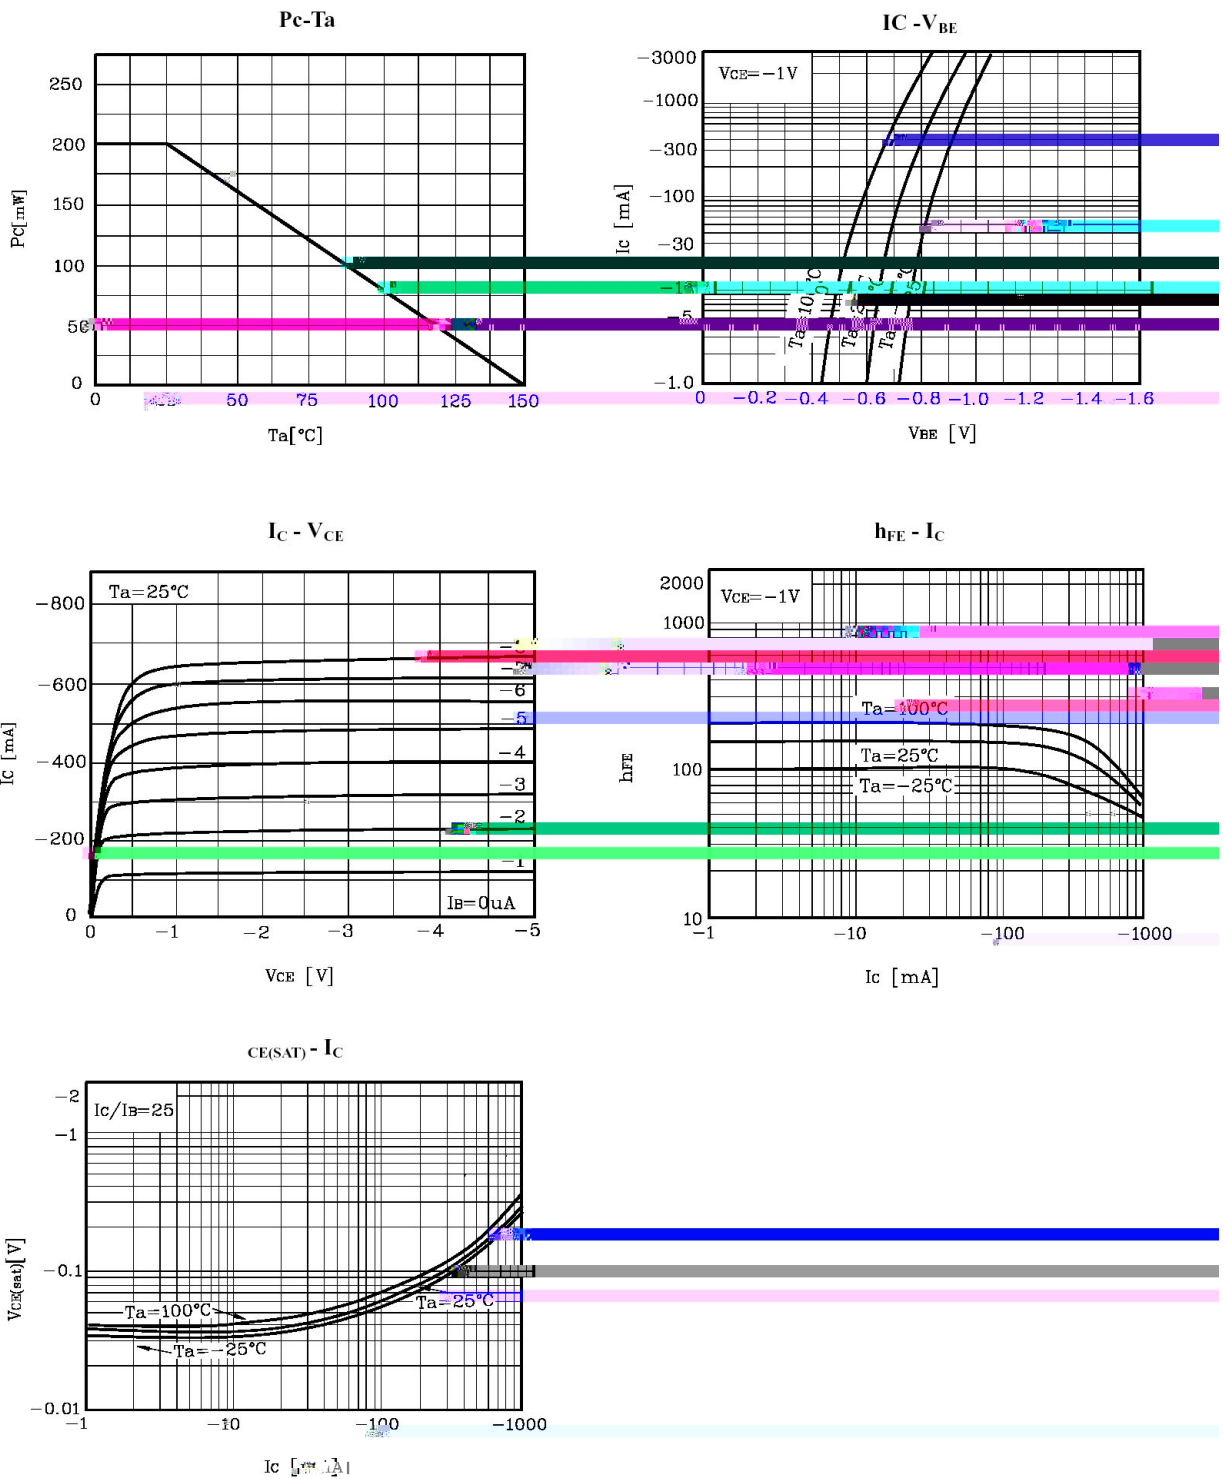 Pc-Ta
250
200
150
100
50
0
Pc[mW]
0 50 75 100 125 150
Ta[°C]
IC -VBE
VCE=-1V
-3000
-1000
-300
-100
-30
-1.0
Ic [mA]
0 -0.2 -0.4 -0.6 -0.8 -1.0 -1.2 -1.4 -1.6
VBE [V]
IC - VCE
Ta=25°C
-800
-600
-400
-200
0
Ic [mA]
-6
-5
-4
-3
-2
-1
IB=0uA
0 -1 -2 -3 -4 -5
VCE [V]
hFE - IC
VCE=-1V
2000
1000
100
10
hFE
Ta=100°C
Ta=25°C
Ta=-25°C
-1 -10 -100 -1000
Ic [mA]
CE(SAT) - IC
Ic/IB=25
-2
-1
-0.1
-0.01
VCE(sat)[V]
Ta=100°C
Ta=25°C
Ta=-25°C
-1 -10 -100 -1000
Ic